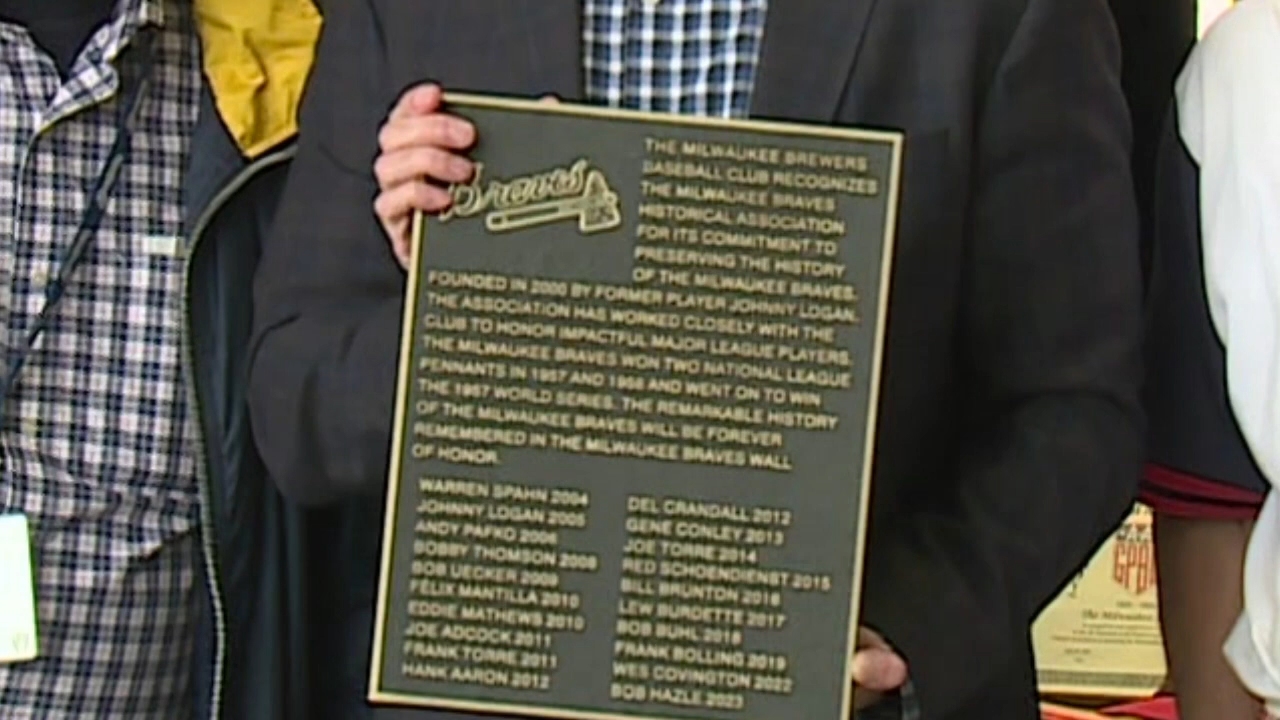 Braves
THE MILWAUKEE BREWERS
BASEBALL CLUB RECOGNIZES
THE MILWAUKEE BRAVES
HISTORICAL ASSOCIATION
FOR ITS COMMITMENT TO
PRESERVING THE HISTORY
OF THE MILWAUKEE BRAVES.
FOUNDED IN 2000 BY FORMER PLAYER JOHNNY LOGAN,
THE ASSOCIATION HAS WORKED CLOSELY WITH THE
CLUB TO HONOR IMPACTFUL MAJOR LEAGUE PLAYERS.
THE MILWAUKEE BRAVES WON TWO NATIONAL LEAGUE
PENNANTS IN 1957 AND 1958 AND WENT ON TO WIN
THE 1957 WORLD SERIES. THE REMARKABLE HISTORY
OF THE MILWAUKEE BRAVES WILL BE FOREVER
REMEMBERED IN THE MILWAUKEE BRAVES WALL
OF HONOR.
WARREN SPAHN 2004
JOHNNY LOGAN 2005
ANDY PAFKO 2006
BOBBY THOMSON 2008
BOB UECKER 2009
FELIX MANTILLA 2010
EDDIE MATHEWS 2010
JOE ADCOCK 2011
FRANK TORRE 2011
HANK AARON 2012
DEL CRANDALL 2012
GENE CONLEY 2013
JOE TORRE 2014
RED SCHOENDIENST 2015
BILL BRUTON 2016
LEW BURDETTE 2017
BOB BUHL 2018
FRANK BOLLING 2019
WES COVINGTON 2022
BOB HAZLE 2023
The Milwaukee